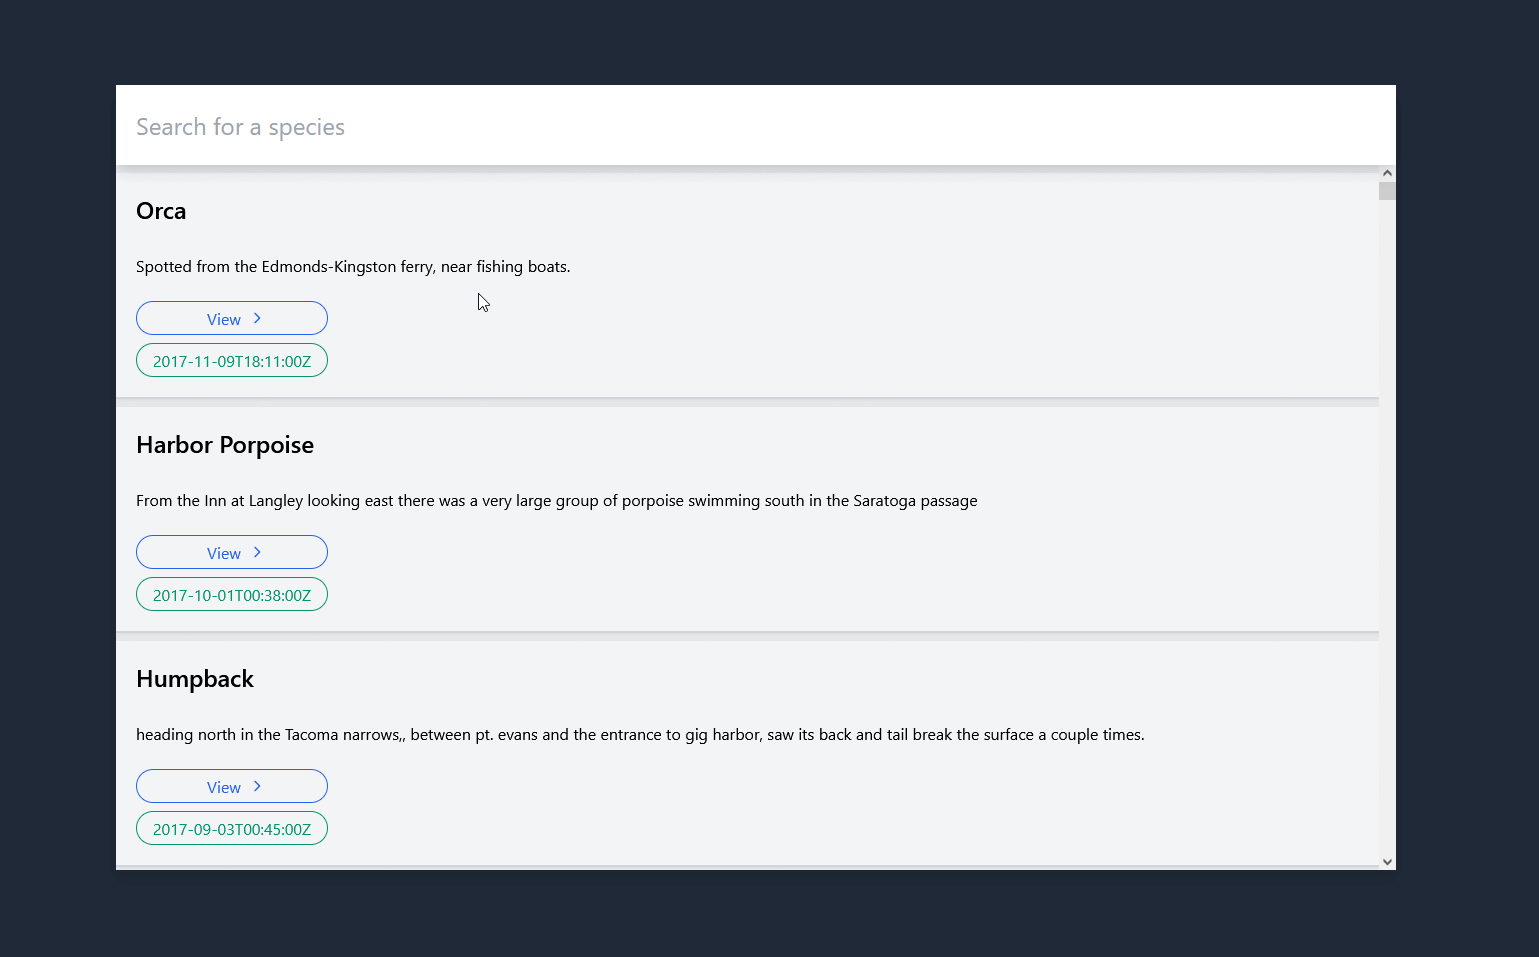 Search for a species
Orca
Spotted from the Edmonds-Kingston ferry, near fishing boats.
View
2017-11-09T18:11:00Z
Harbor Porpoise
From the Inn at Langley looking east there was a very large group of porpoise swimming south in the Saratoga passage
View
2017-10-01T00:38:00Z
Humpback
heading north in the Tacoma narrows,, between pt. evans and the entrance to gig harbor, saw its back and tail break the surface a couple times.
View
2017-09-03T00:45:00Z